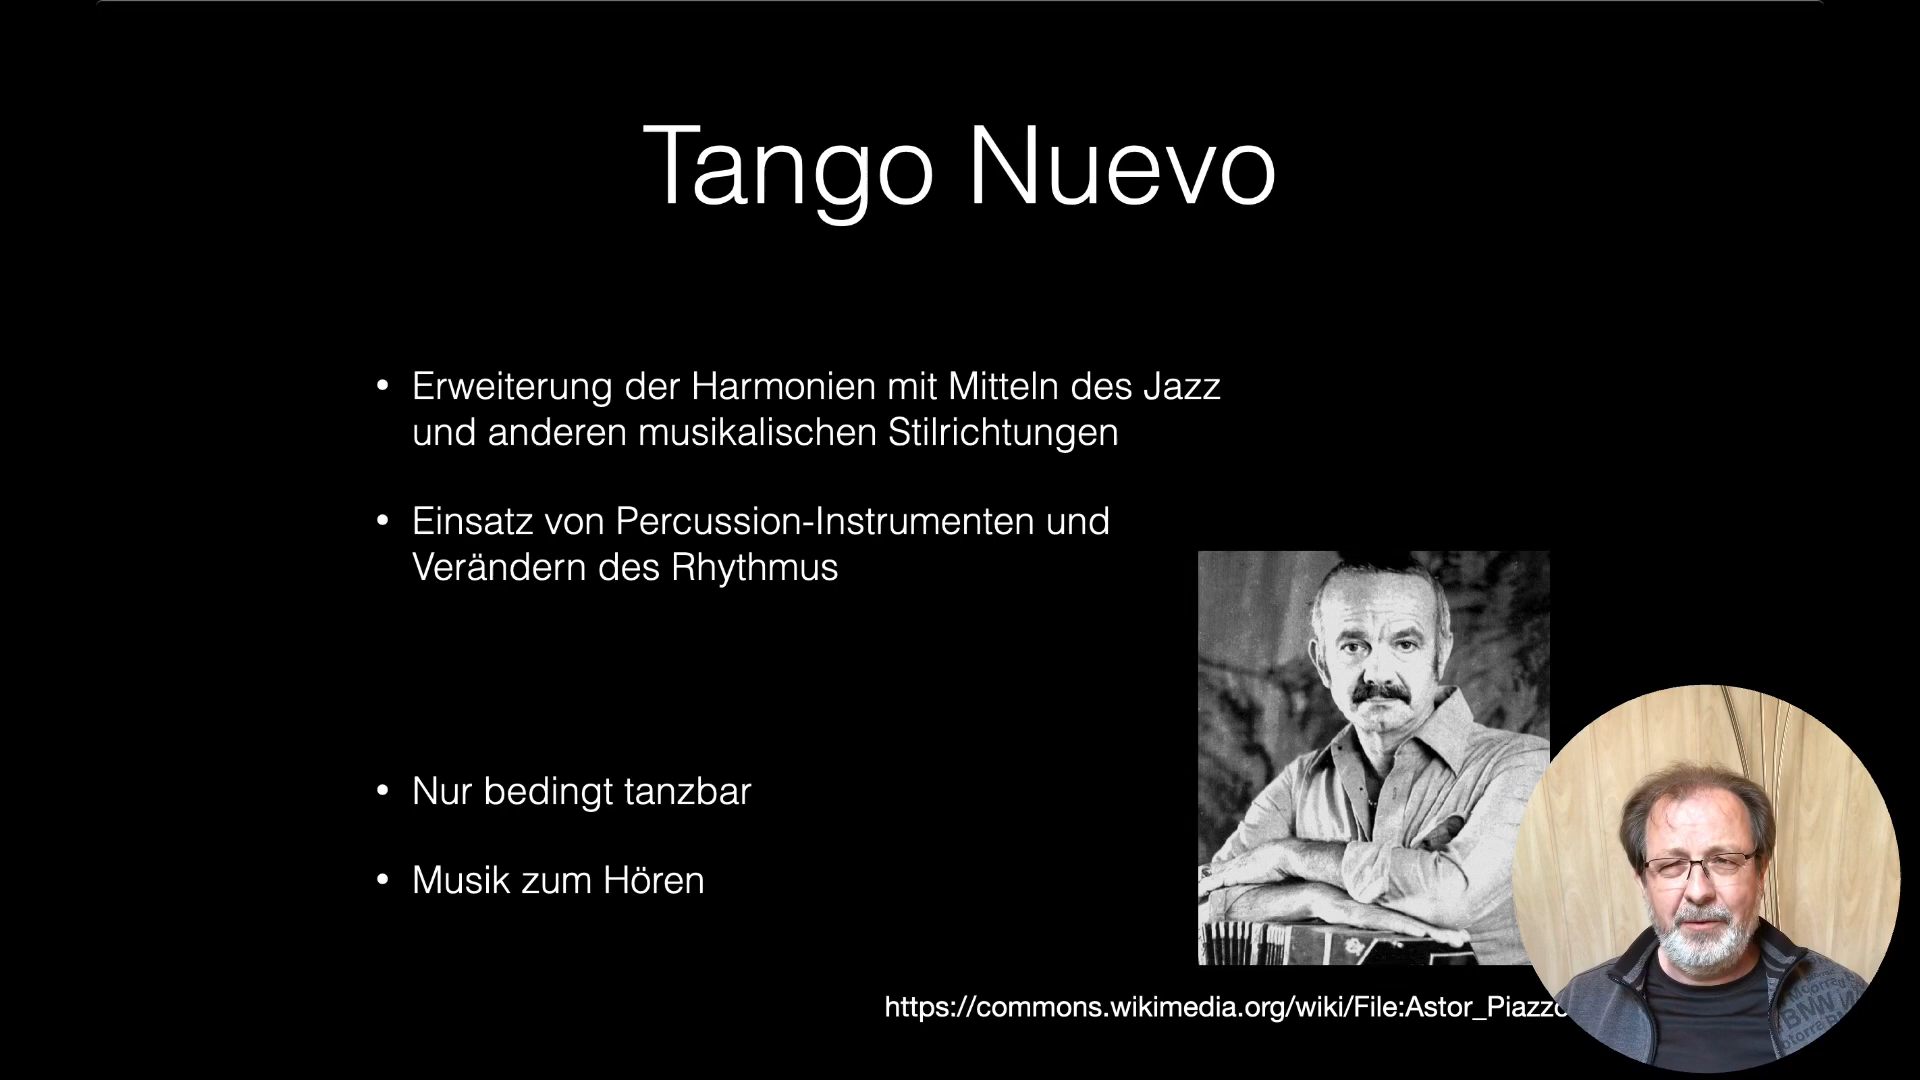 Tango Nuevo
• Erweiterung der Harmonien mit Mitteln des Jazz
und anderen musikalischen Stilrichtungen
• Einsatz von Percussion-Instrumenten und
Verändern des Rhythmus
• Nur bedingt tanzbar
• Musik zum Hören
https://commons.wikimedia.org/wiki/File:Astor_Piazzo
BMW